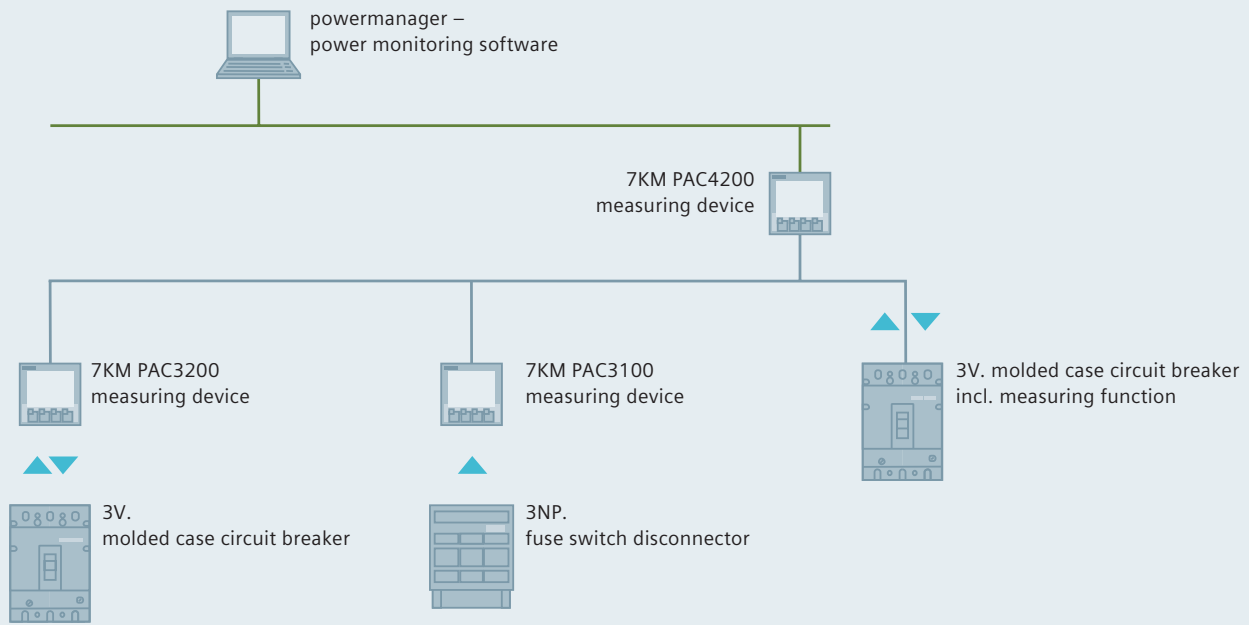 powermanager –
power monitoring software
7KM PAC4200
measuring device
7KM PAC3200
measuring device
7KM PAC3100
measuring device
3V. molded case circuit breaker
incl. measuring function
3V.
molded case circuit breaker
3NP.
fuse switch disconnector